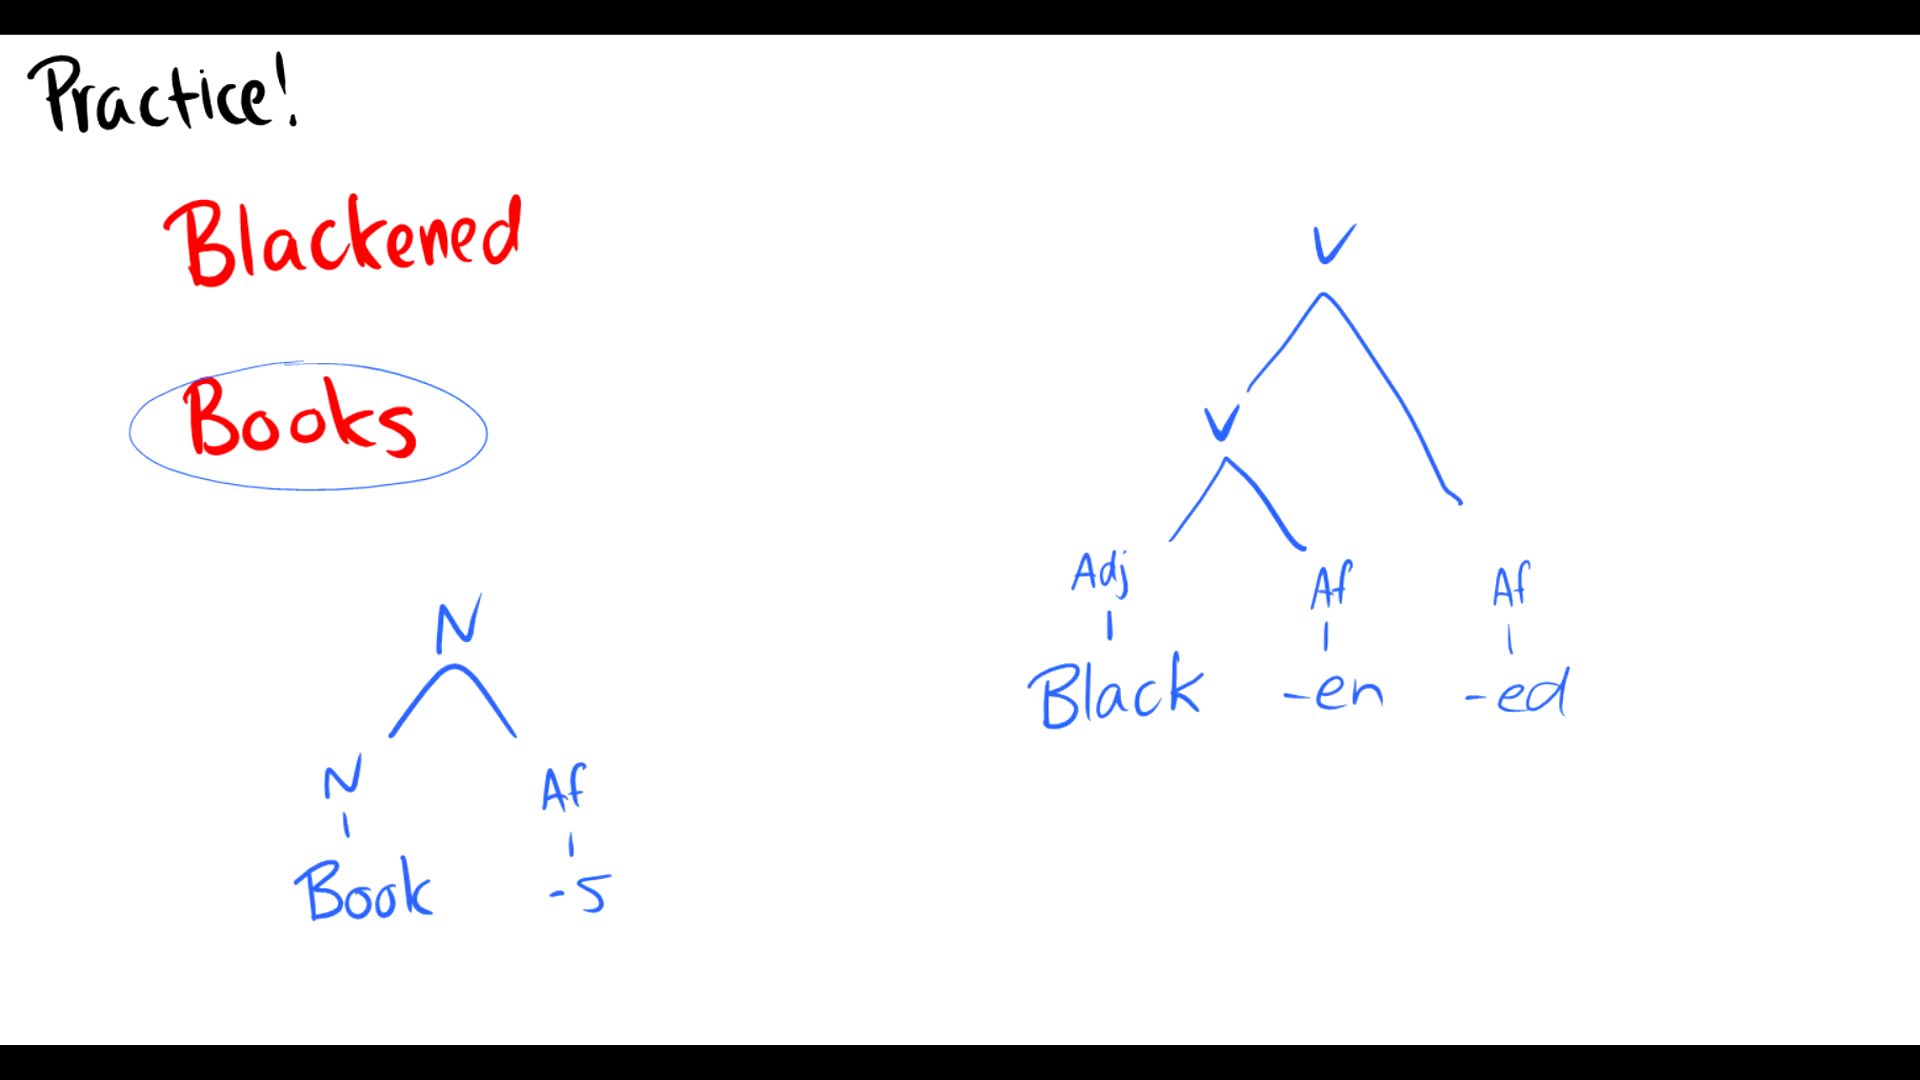 Practice!
Blackened
Books
N
N Af
Book -s
V
V
Adj Af Af
Black -en -ed